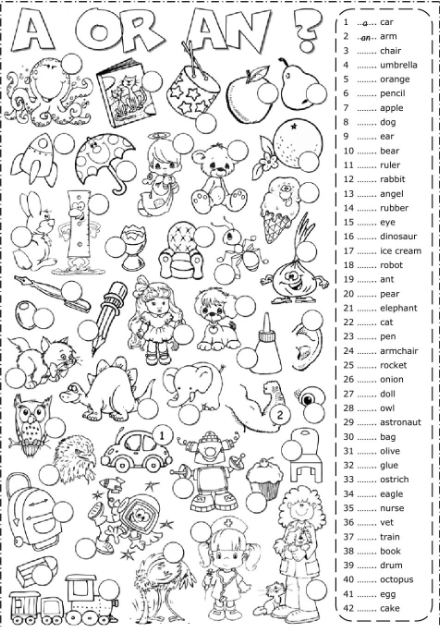 A OR AN ?
1 ..a.... car
2 ..an... arm
3 ........ chair
4 ........ umbrella
5 ........ orange
6 ........ pencil
7 ........ apple
8 ........ dog
9 ........ ear
10 ........ bear
11 ........ ruler
12 ........ rabbit
13 ........ angel
14 ........ rubber
15 ........ eye
16 ........ dinosaur
17 ........ ice cream
18 ........ robot
19 ........ ant
20 ........ pear
21 ........ elephant
22 ........ cat
23 ........ pen
24 ........ armchair
25 ........ rocket
26 ........ onion
27 ........ doll
28 ........ owl
29 ........ astronaut
30 ........ bag
31 ........ olive
32 ........ glue
33 ........ ostrich
34 ........ eagle
35 ........ nurse
36 ........ vet
37 ........ train
38 ........ book
39 ........ drum
40 ........ octopus
41 ........ egg
42 ........ cake
2
1